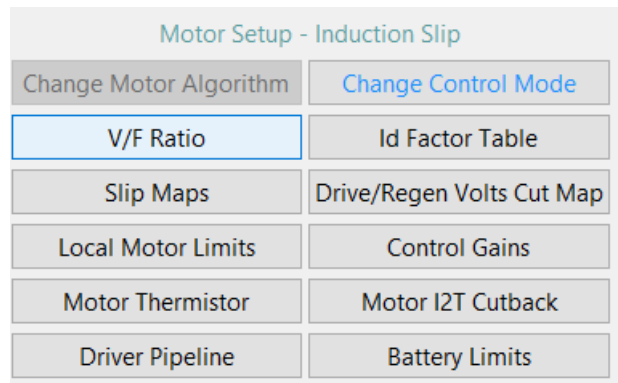 Motor Setup - Induction Slip
Change Motor Algorithm Change Control Mode
V/F Ratio Id Factor Table
Slip Maps Drive/Regen Volts Cut Map
Local Motor Limits Control Gains
Motor Thermistor Motor I2T Cutback
Driver Pipeline Battery Limits